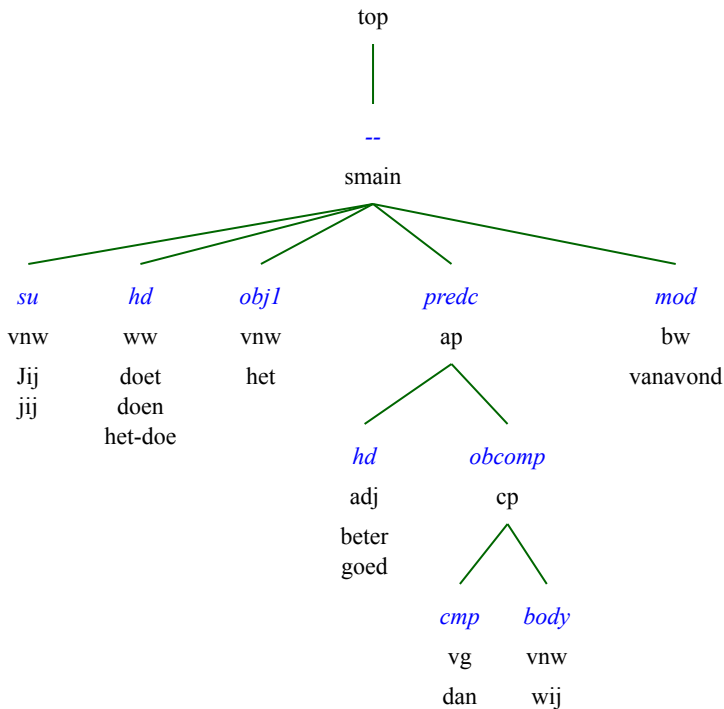 top
--
smain
su hd obj1 predc mod
vnw ww vnw ap bw
Jij doet het vanavond
jij doen
het-doe
hd obcomp
adj cp
beter
goed
cmp body
vg vnw
dan wij